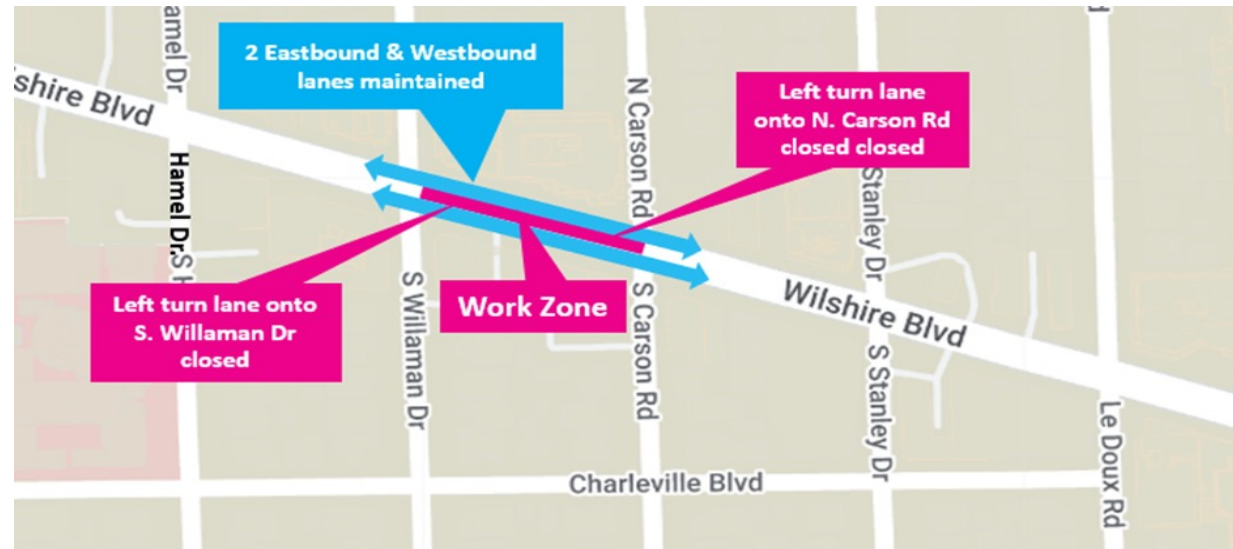 amel Dr
Hamel Dr.
S H
ilshire Blvd
2 Eastbound & Westbound
lanes maintained
N Carson Rd
Left turn lane
onto N. Carson Rd
closed closed
Stanley Dr
Left turn lane onto
S. Willaman Dr
closed
S Willaman Dr
Work Zone
S Carson Rd
Wilshire Blvd
S Stanley Dr
Le Doux Rd
Charleville Blvd